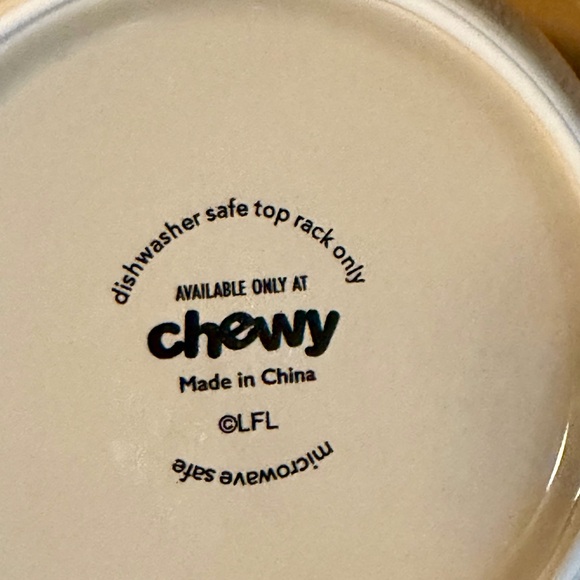 dishwasher safe top rack only
AVAILABLE ONLY AT
chewy
Made in China
©LFL
microwave safe